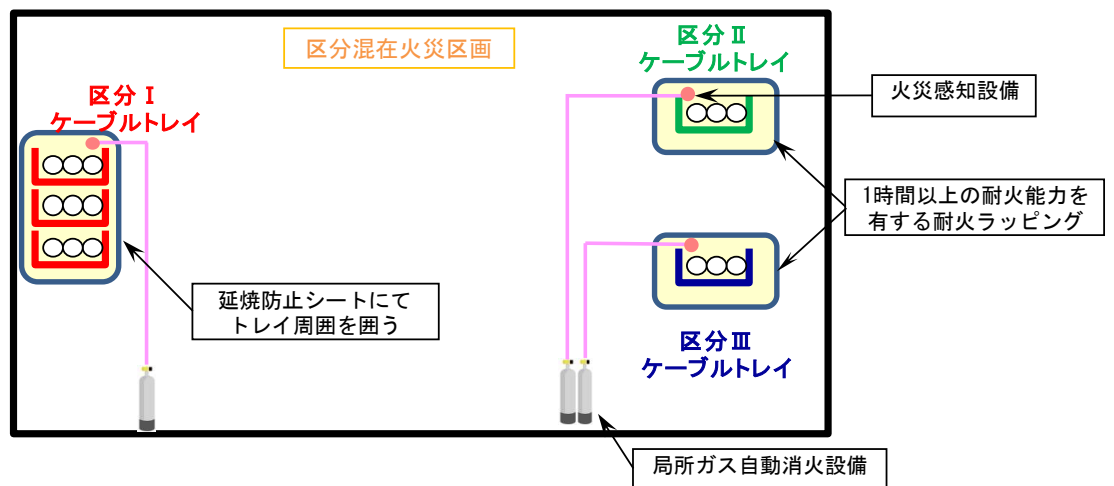 区分混在火災区画
区分Ⅰ
ケーブルトレイ
区分Ⅱ
ケーブルトレイ
火災感知設備
1時間以上の耐火能力を
有する耐火ラッピング
延焼防止シートにて
トレイ周囲を囲う
区分Ⅲ
ケーブルトレイ
局所ガス自動消火設備